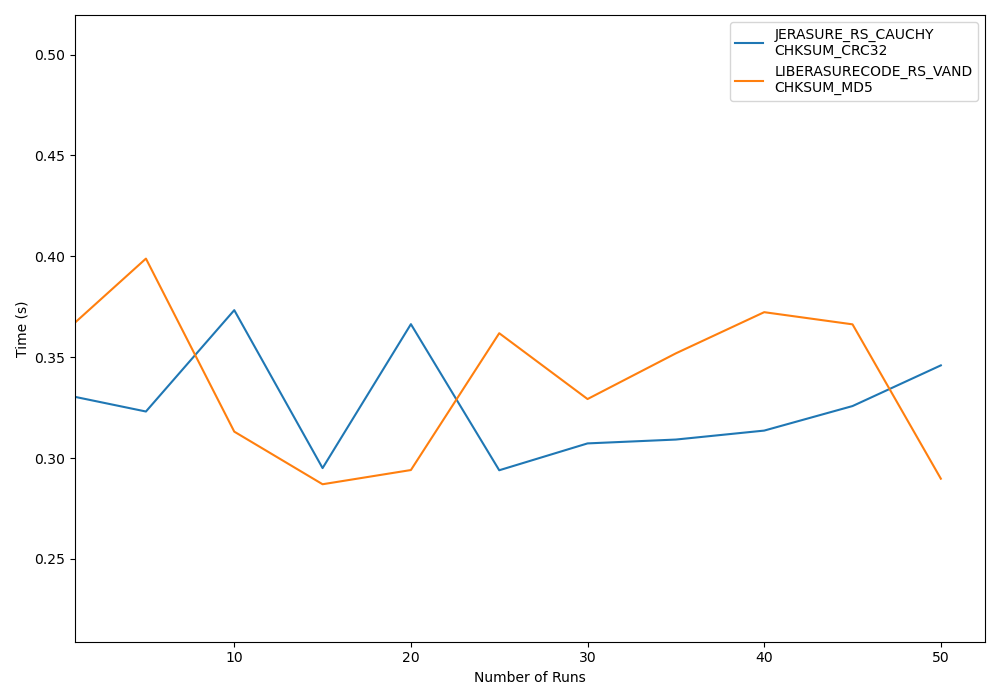 JERASURE_RS_CAUCHY
CHKSUM_CRC32
LIBERASURECODE_RS_VAND
CHKSUM_MD5
0.50
0.45
0.40
0.35
0.30
0.25
Time (s)
10 20 30 40 50
Number of Runs